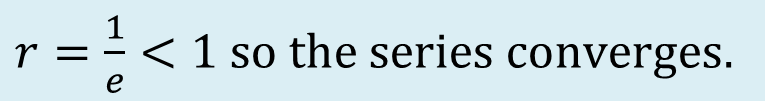 r = 1/e < 1 so the series converges.